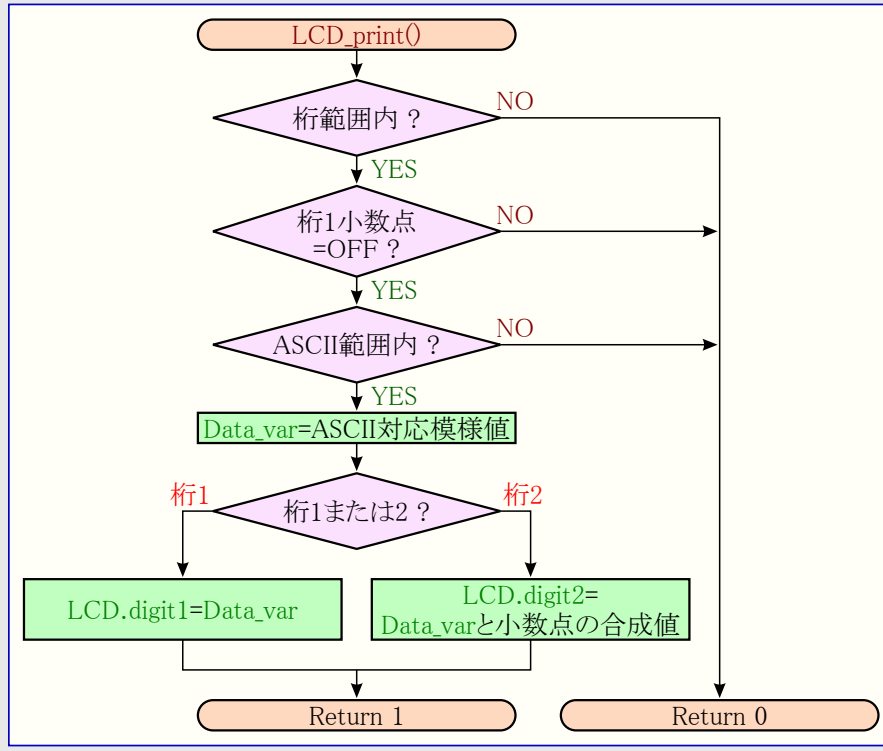 LCD_print()
桁範囲内 ?
NO
YES
桁1小数点
=OFF ?
NO
YES
ASCII範囲内 ?
NO
YES
Data_var=ASCII対応模様値
桁1
桁2
桁1または2 ?
LCD.digit1=Data_var
LCD.digit2=
Data_varと小数点の合成値
Return 1
Return 0